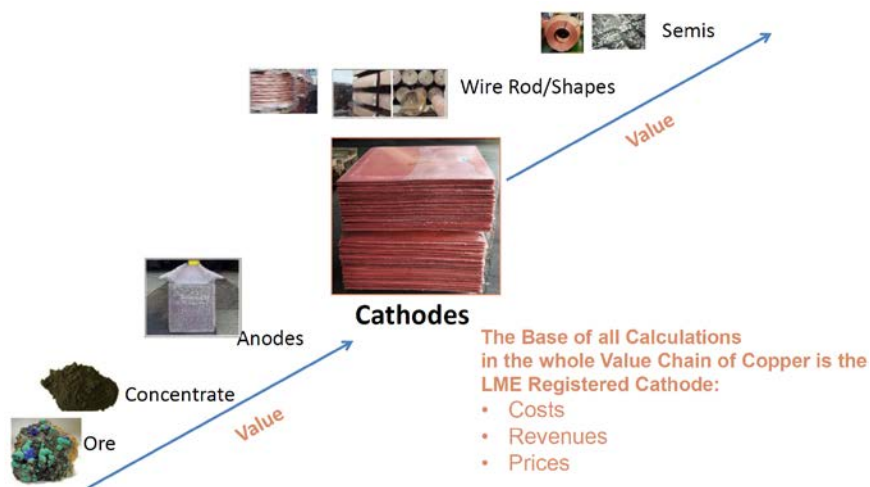 Semis
Wire Rod/Shapes
Value
Cathodes
Anodes
The Base of all Calculations
in the whole Value Chain of Copper is the
LME Registered Cathode:
• Costs
• Revenues
• Prices
Concentrate
Value
Ore